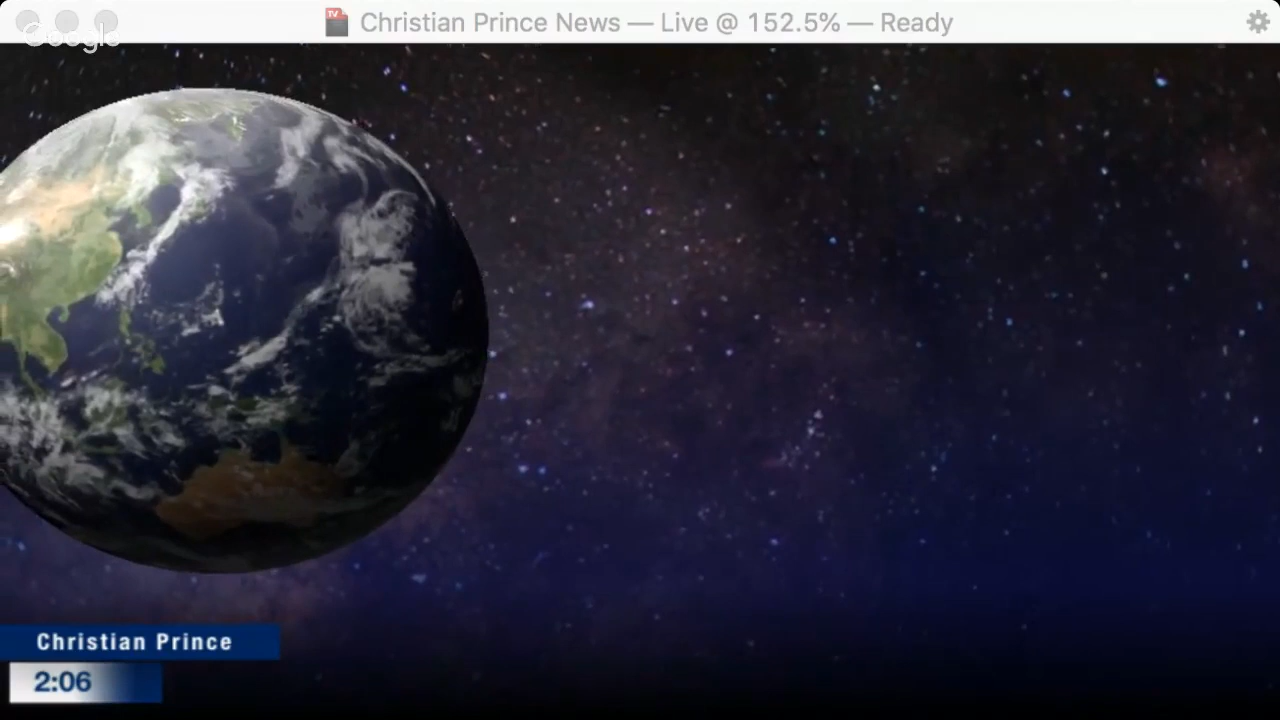 Christian Prince News — Live @ 152.5% — Ready
Google
Christian Prince
2:06